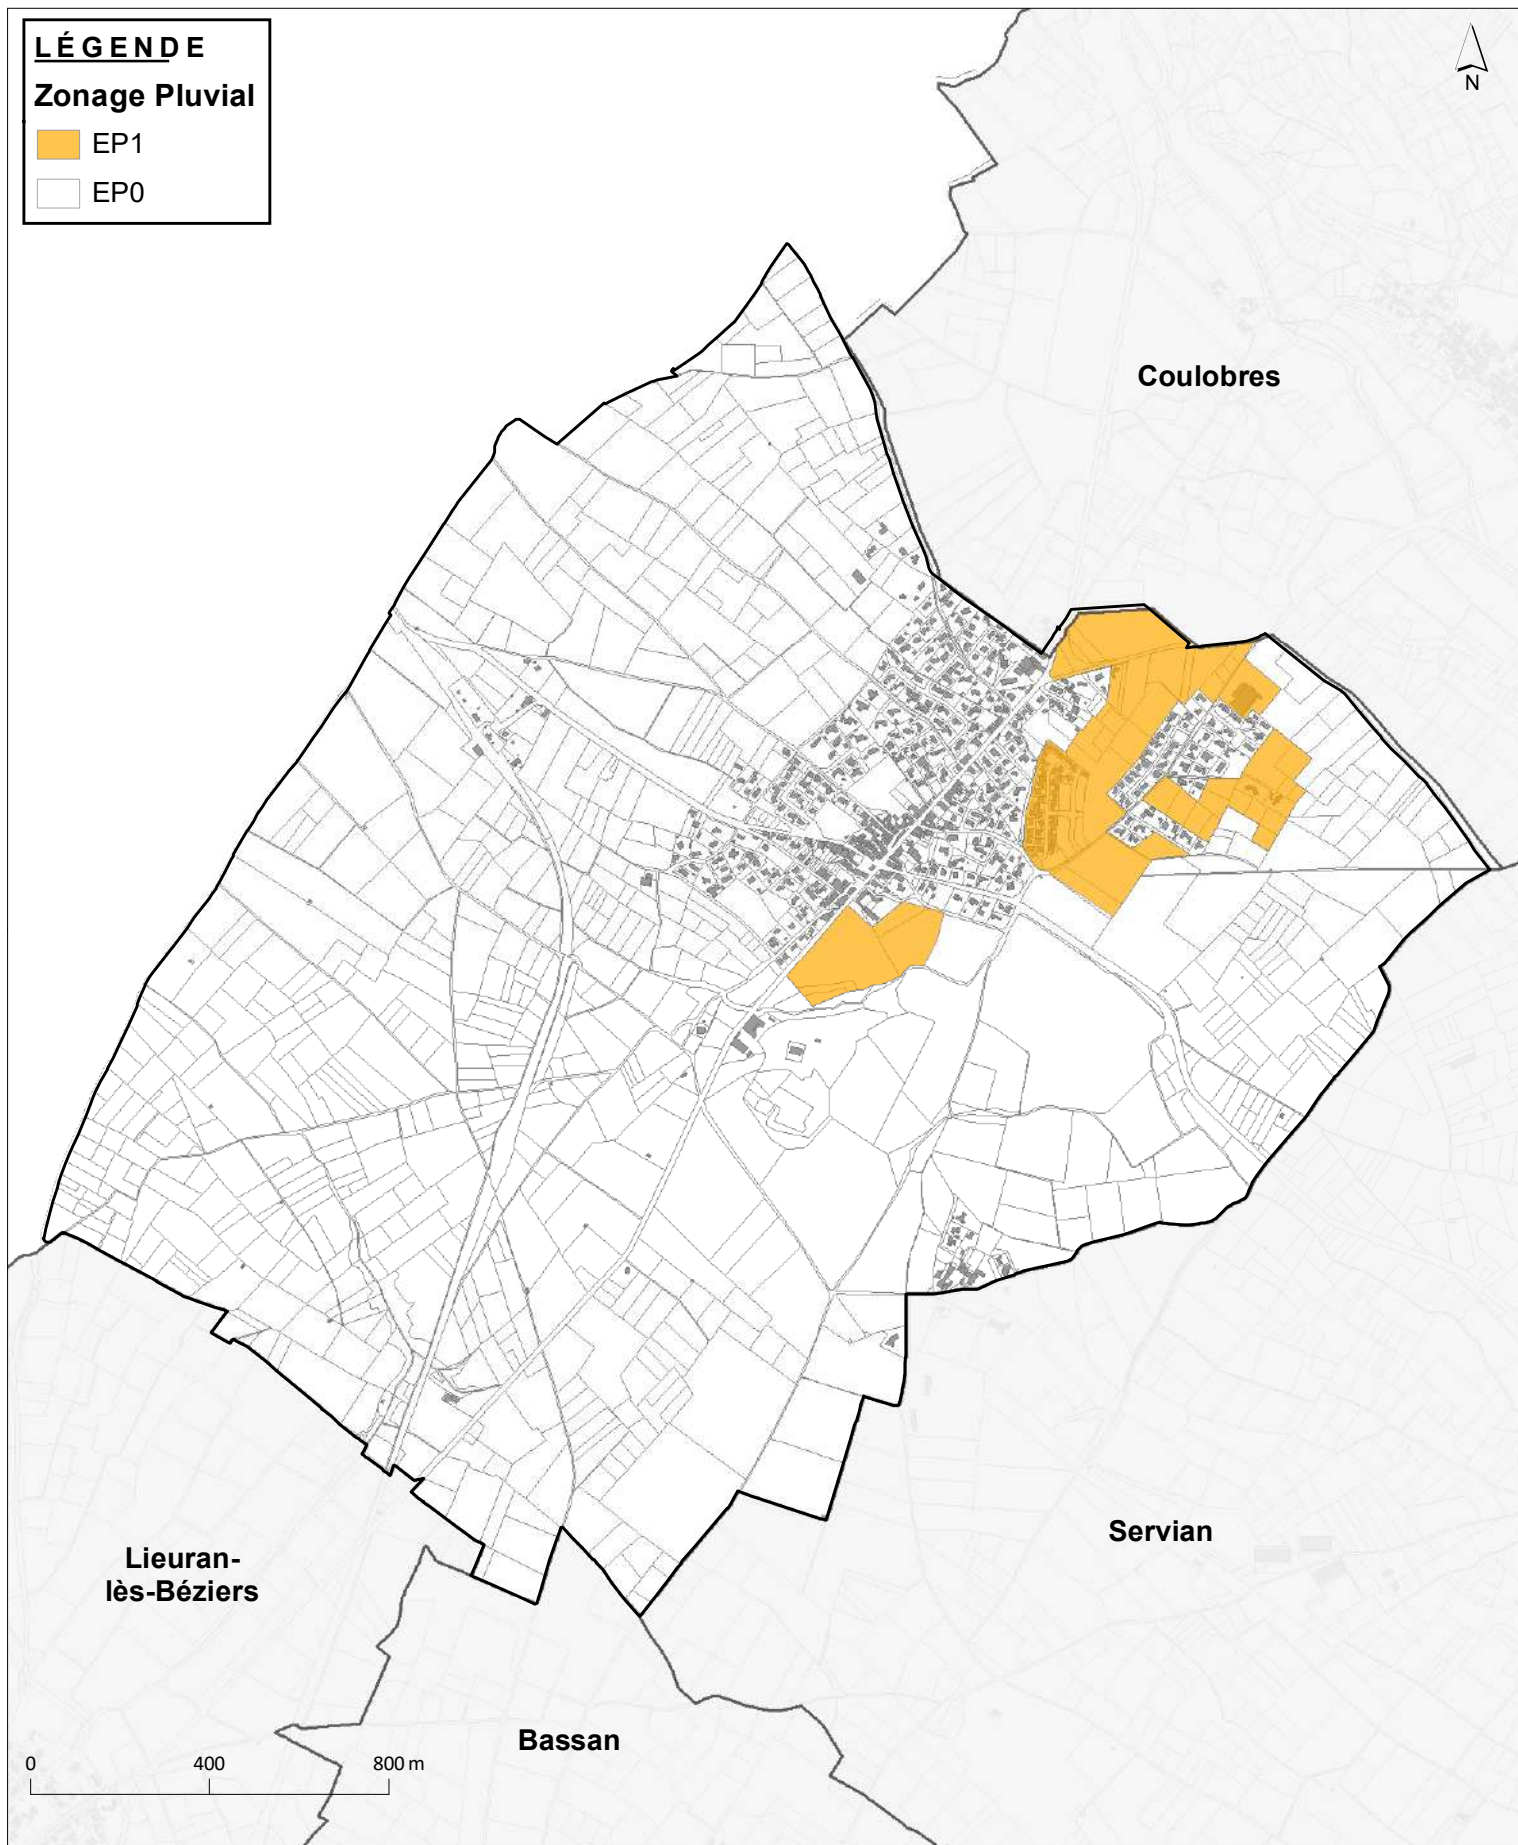 LÉGENDE
Zonage Pluvial
EP1
EP0
N
Coulobres
Servian
Lieuran-
lès-Béziers
Bassan
0 400 800 m